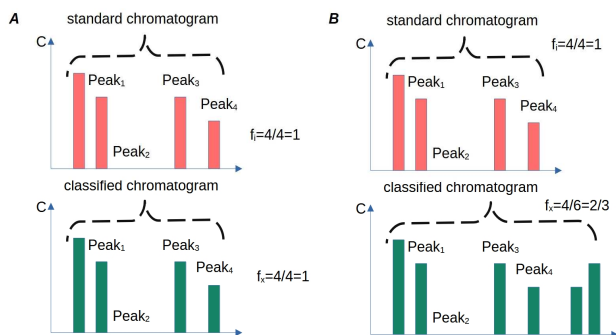 A
standard chromatogram
C
Peak₁
Peak₃
Peak₄
Peak₂
fᵢ=4/4=1
classified chromatogram
C
Peak₁
Peak₃
Peak₄
Peak₂
fₓ=4/4=1
B
standard chromatogram
fᵢ=4/4=1
C
Peak₁
Peak₃
Peak₄
Peak₂
classified chromatogram
fₓ=4/6=2/3
C
Peak₁
Peak₃
Peak₄
Peak₂